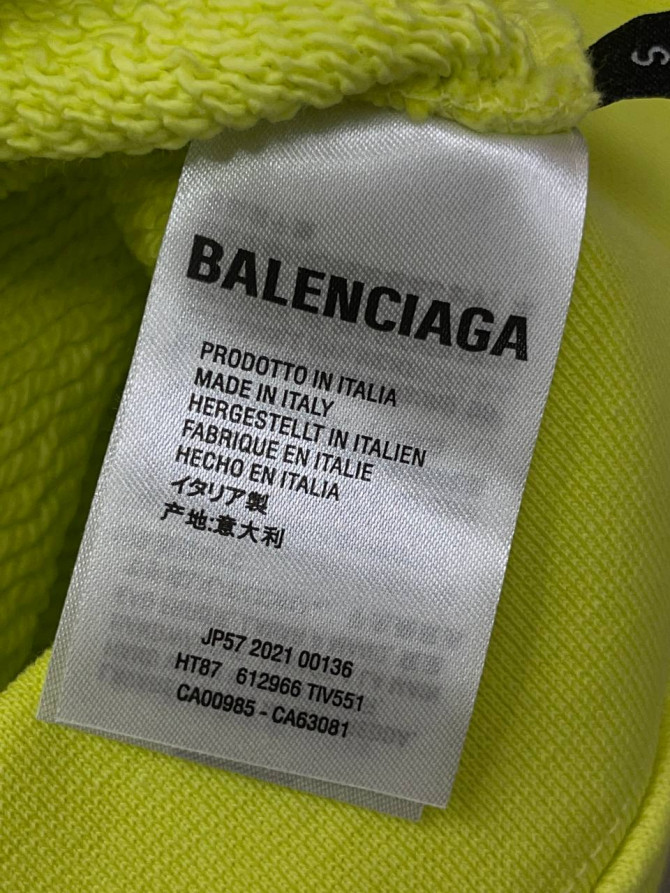 S
BALENCIAGA
PRODOTTO IN ITALIA
MADE IN ITALY
HERGESTELLT IN ITALIEN
FABRIQUE EN ITALIE
HECHO EN ITALIA
イタリア製
产地:意大利
JP57 2021 00136
HT87 612966 TIV551
CA00985 - CA63081